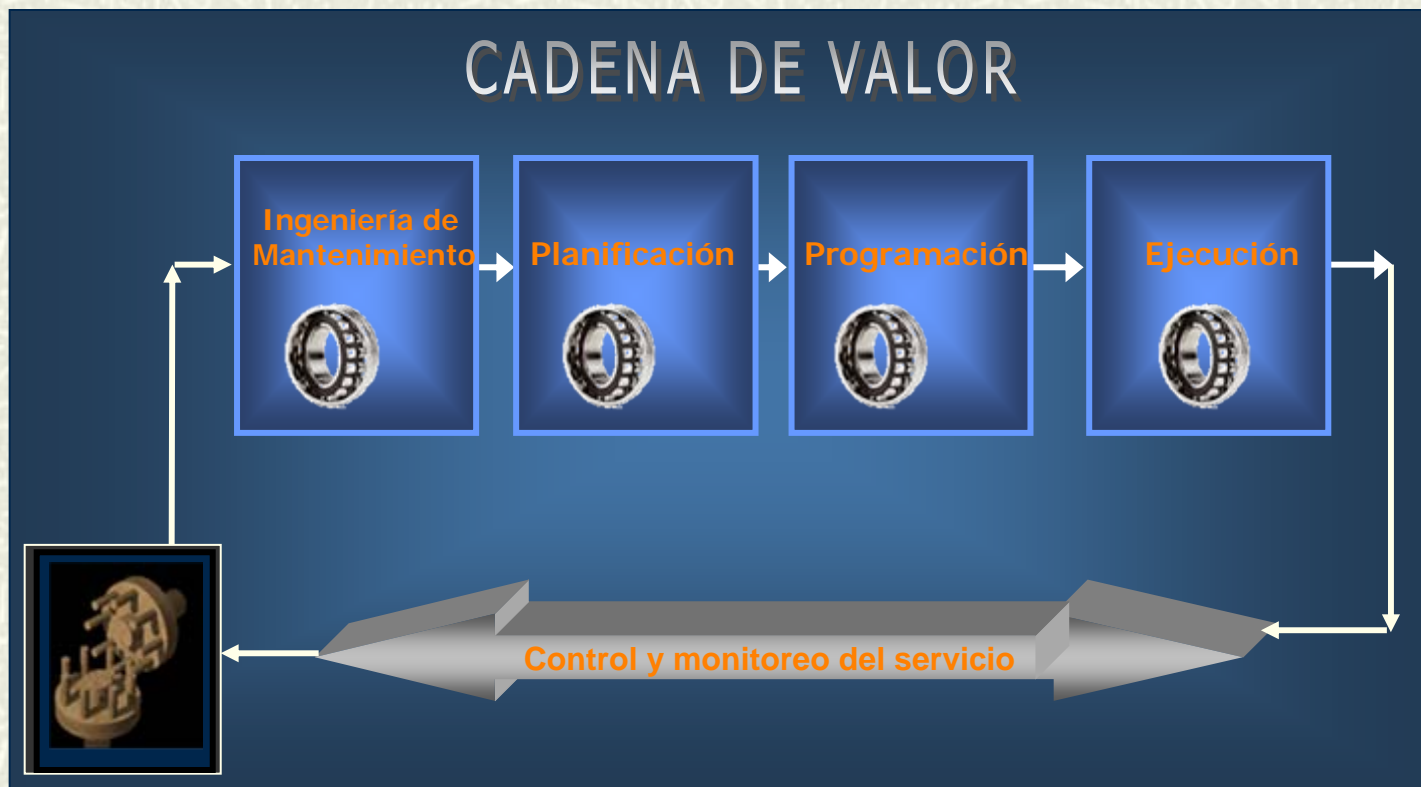 CADENA DE VALOR
Ingeniería de
Mantenimiento
Planificación
Programación
Ejecución
Control y monitoreo del servicio